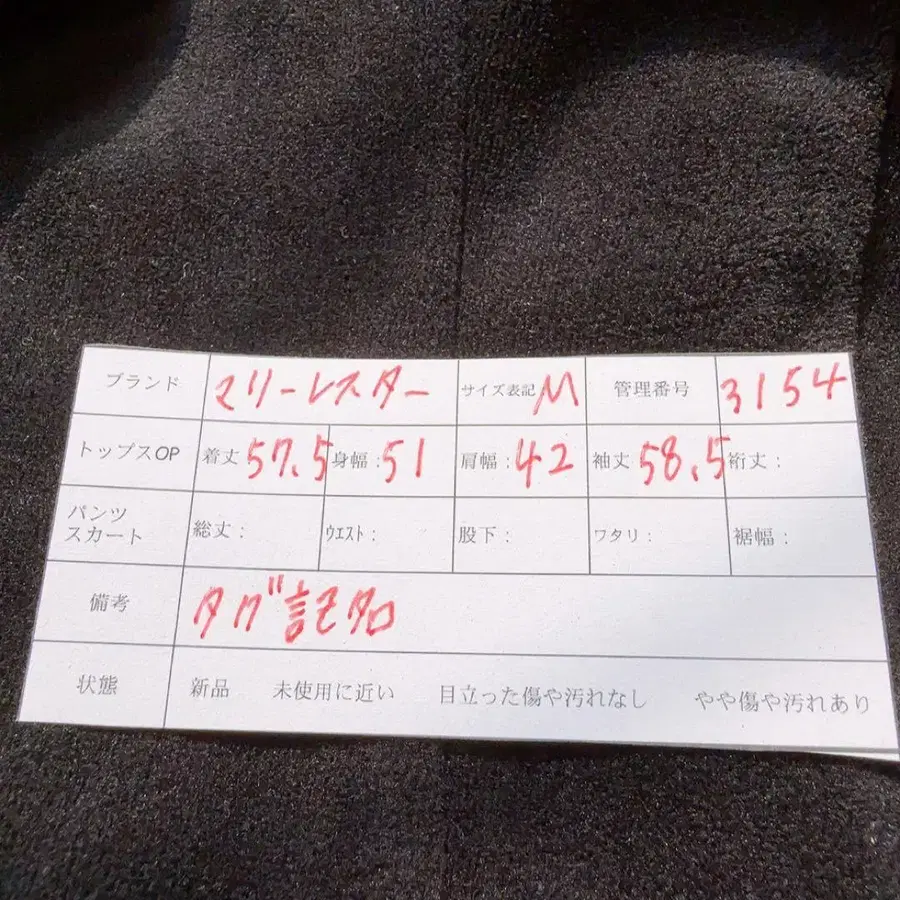 ブランド マリーレスター サイズ表記 M 管理番号 3154
トップスOP 着丈:57.5 身幅:51 肩幅:42 袖丈58.5 裄丈:
パンツ
スカート 総丈: ウエスト: 股下: ワタリ: 裾幅:
備考 タグ記名
状態 新品 未使用に近い 目立った傷や汚れなし やや傷や汚れあり